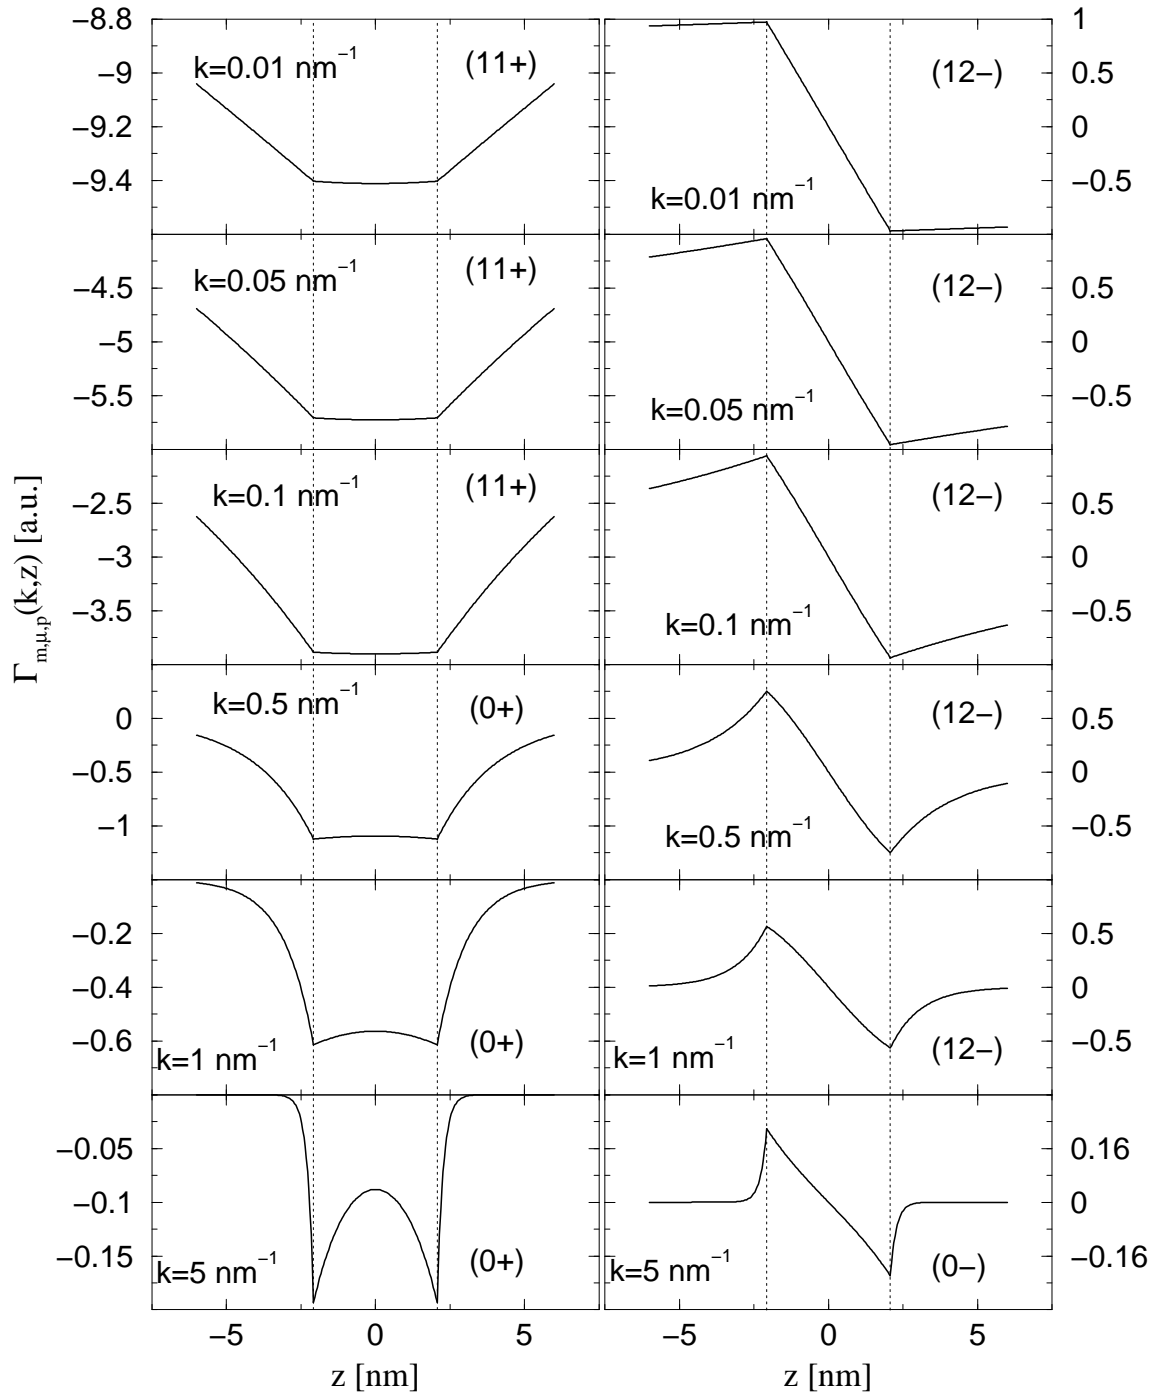 −8.8
−9
−9.2
−9.4
k=0.01 nm⁻¹
(11+)
(12−)
k=0.01 nm⁻¹
1
0.5
0
−0.5
−4.5
−5
−5.5
k=0.05 nm⁻¹
(11+)
(12−)
k=0.05 nm⁻¹
0.5
0
−0.5
−2.5
−3
−3.5
k=0.1 nm⁻¹
(11+)
(12−)
k=0.1 nm⁻¹
0.5
0
−0.5
Γm,μ,p(k,z) [a.u.]
0
−0.5
−1
k=0.5 nm⁻¹
(0+)
(12−)
k=0.5 nm⁻¹
0.5
0
−0.5
−0.2
−0.4
−0.6
k=1 nm⁻¹
(0+)
k=1 nm⁻¹
(12−)
0.5
0
−0.5
−0.05
−0.1
−0.15
k=5 nm⁻¹
(0+)
k=5 nm⁻¹
(0−)
0.16
0
−0.16
−5 0 5
−5 0 5
z [nm]
z [nm]